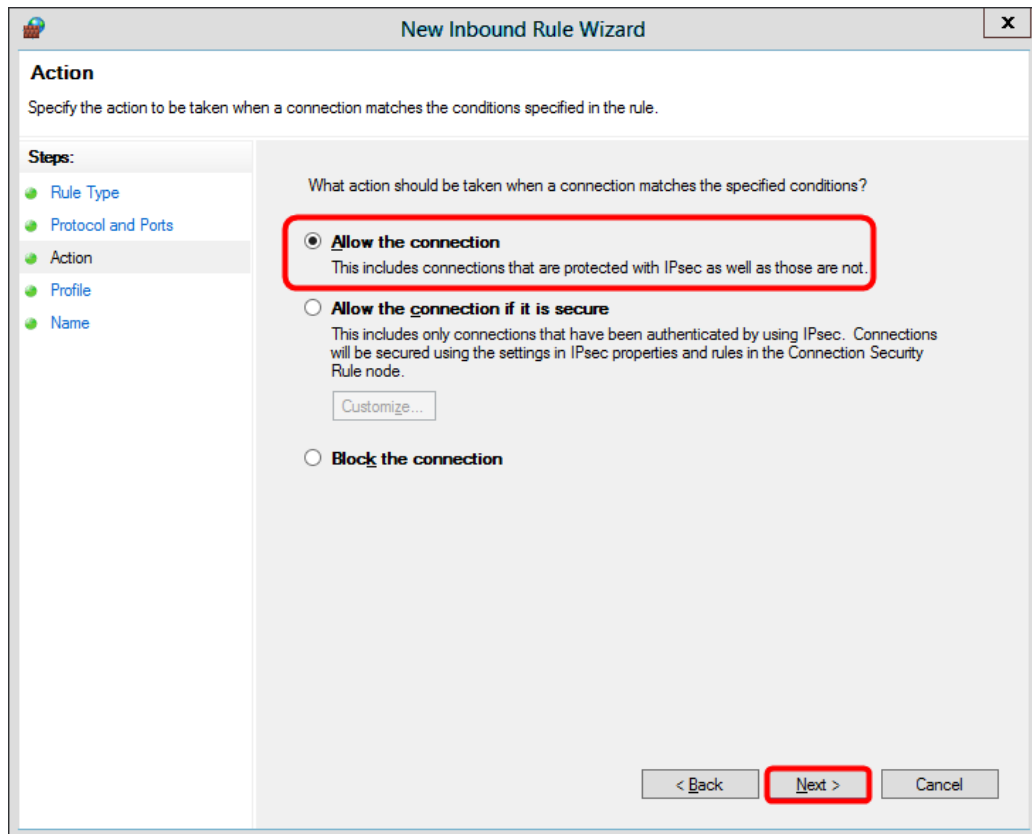 New Inbound Rule Wizard
x
Action
Specify the action to be taken when a connection matches the conditions specified in the rule.
Steps:
Rule Type
Protocol and Ports
Action
Profile
Name
What action should be taken when a connection matches the specified conditions?
Allow the connection
This includes connections that are protected with IPsec as well as those are not.
Allow the connection if it is secure
This includes only connections that have been authenticated by using IPsec. Connections
will be secured using the settings in IPsec properties and rules in the Connection Security
Rule node.
Customize...
Block the connection
< Back
Next >
Cancel